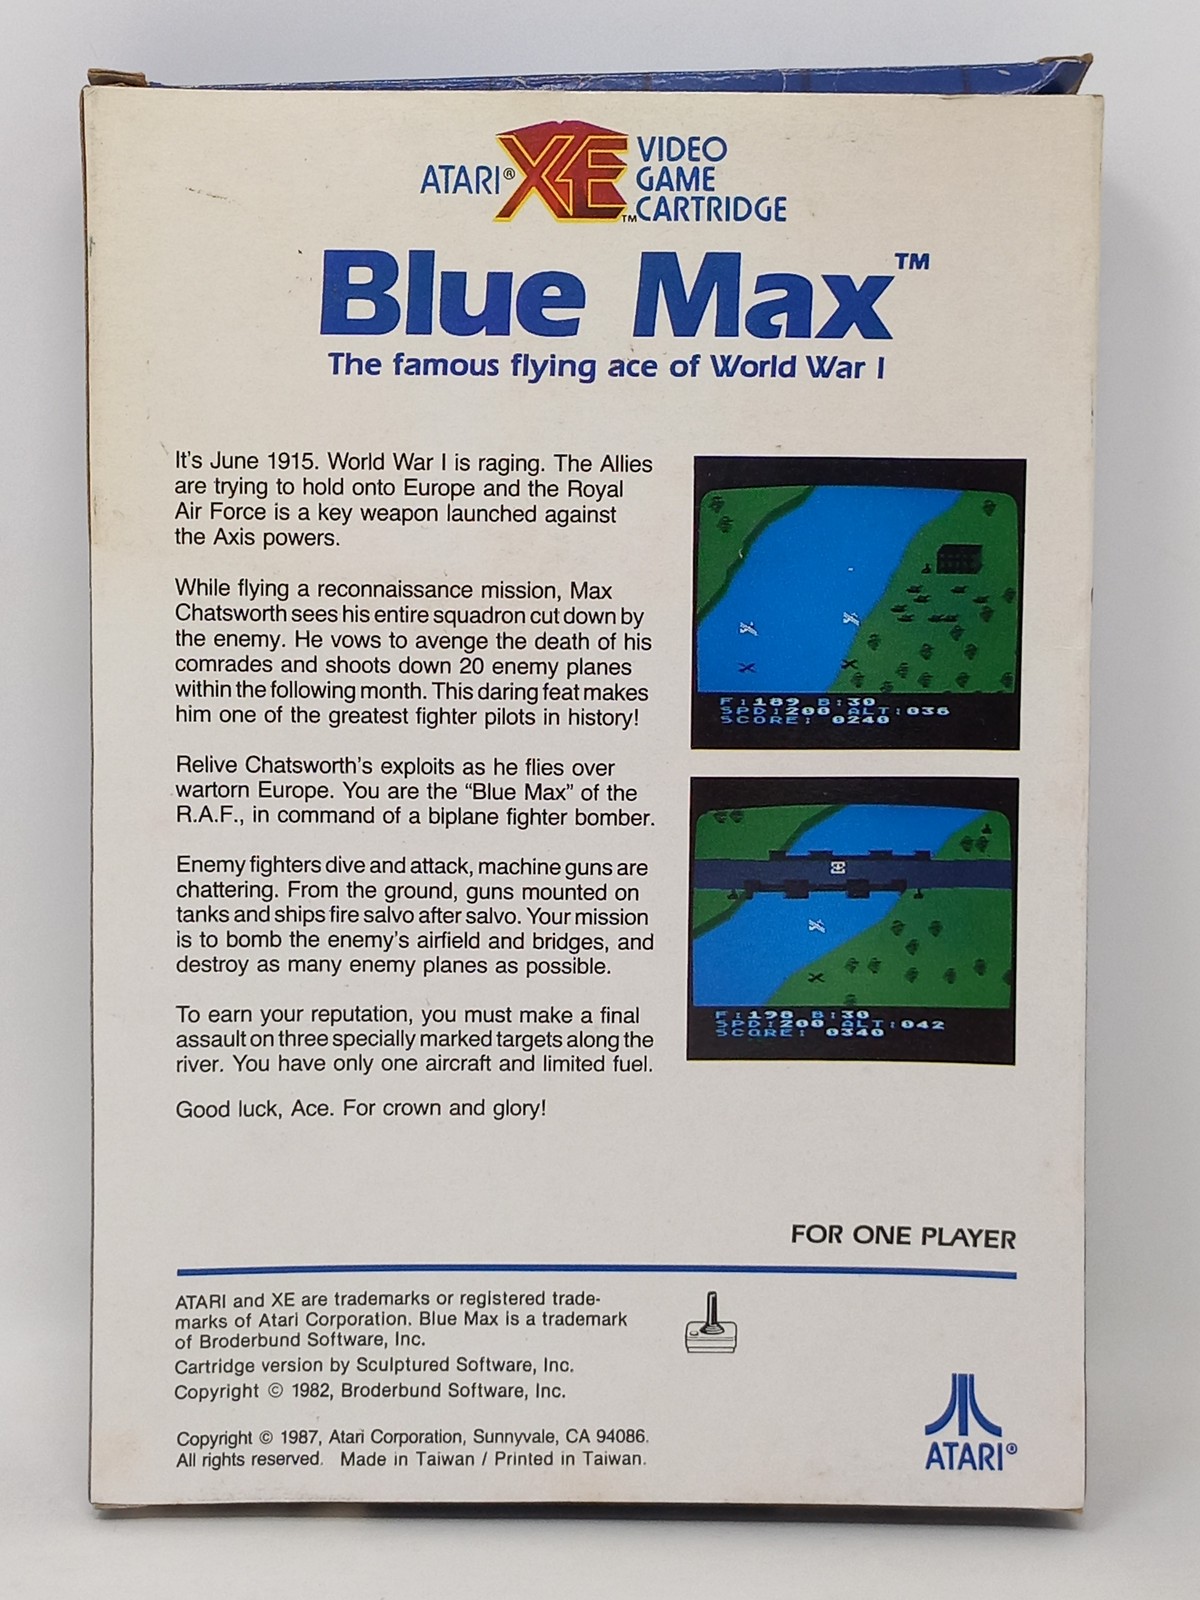 ATARI® XE™ VIDEO
GAME
CARTRIDGE
Blue Max™
The famous flying ace of World War I
It's June 1915. World War I is raging. The Allies
are trying to hold onto Europe and the Royal
Air Force is a key weapon launched against
the Axis powers.
While flying a reconnaissance mission, Max
Chatsworth sees his entire squadron cut down by
the enemy. He vows to avenge the death of his
comrades and shoots down 20 enemy planes
within the following month. This daring feat makes
him one of the greatest fighter pilots in history!
Relive Chatsworth's exploits as he flies over
wartorn Europe. You are the “Blue Max” of the
R.A.F., in command of a biplane fighter bomber.
Enemy fighters dive and attack, machine guns are
chattering. From the ground, guns mounted on
tanks and ships fire salvo after salvo. Your mission
is to bomb the enemy's airfield and bridges, and
destroy as many enemy planes as possible.
To earn your reputation, you must make a final
assault on three specially marked targets along the
river. You have only one aircraft and limited fuel.
Good luck, Ace. For crown and glory!
F:189 B:30
SPD:200 ALT:036
SCORE: 0240
F:198 B:30
SPD:200 ALT:042
SCORE: 0340
FOR ONE PLAYER
ATARI and XE are trademarks or registered trade-
marks of Atari Corporation. Blue Max is a trademark
of Broderbund Software, Inc.
Cartridge version by Sculptured Software, Inc.
Copyright © 1982, Broderbund Software, Inc.
Copyright © 1987, Atari Corporation, Sunnyvale, CA 94086.
All rights reserved. Made in Taiwan / Printed in Taiwan.
ATARI®